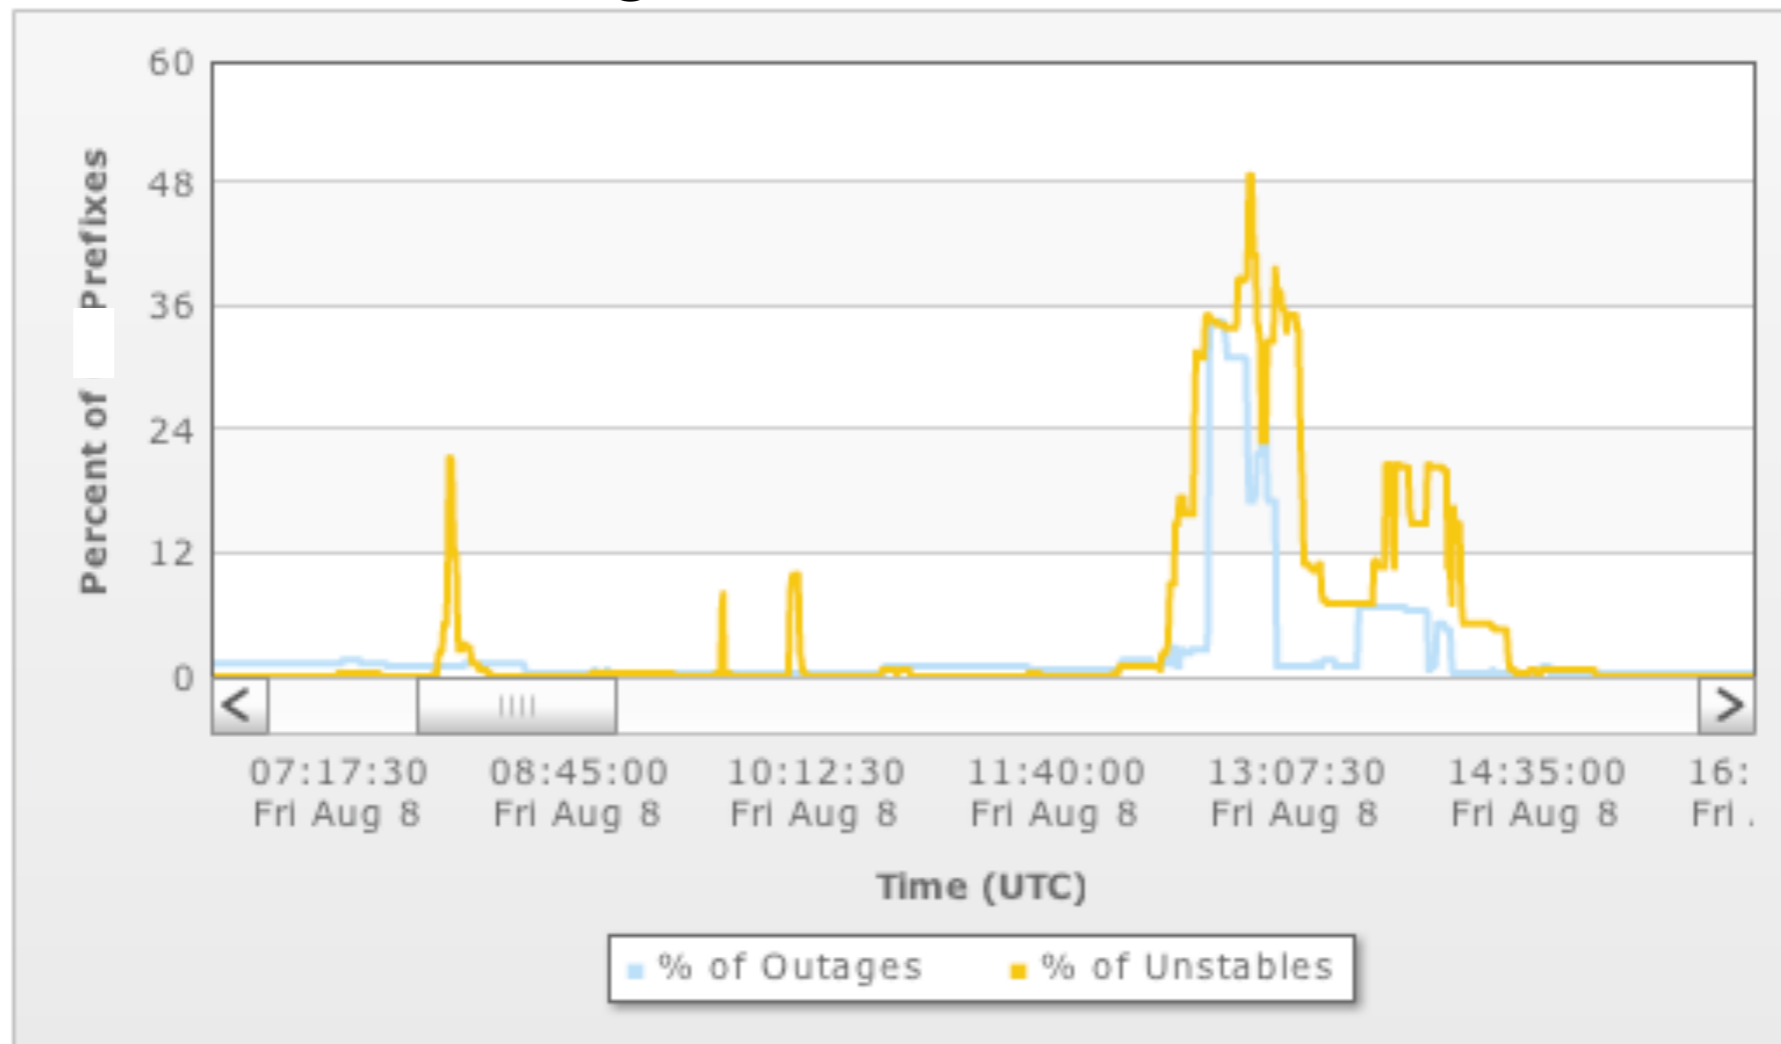 60
48
36
24
12
0
Percent of
Prefixes
07:17:30
Fri Aug 8
08:45:00
Fri Aug 8
10:12:30
Fri Aug 8
11:40:00
Fri Aug 8
13:07:30
Fri Aug 8
14:35:00
Fri Aug 8
16:
Fri .
Time (UTC)
% of Outages
% of Unstables